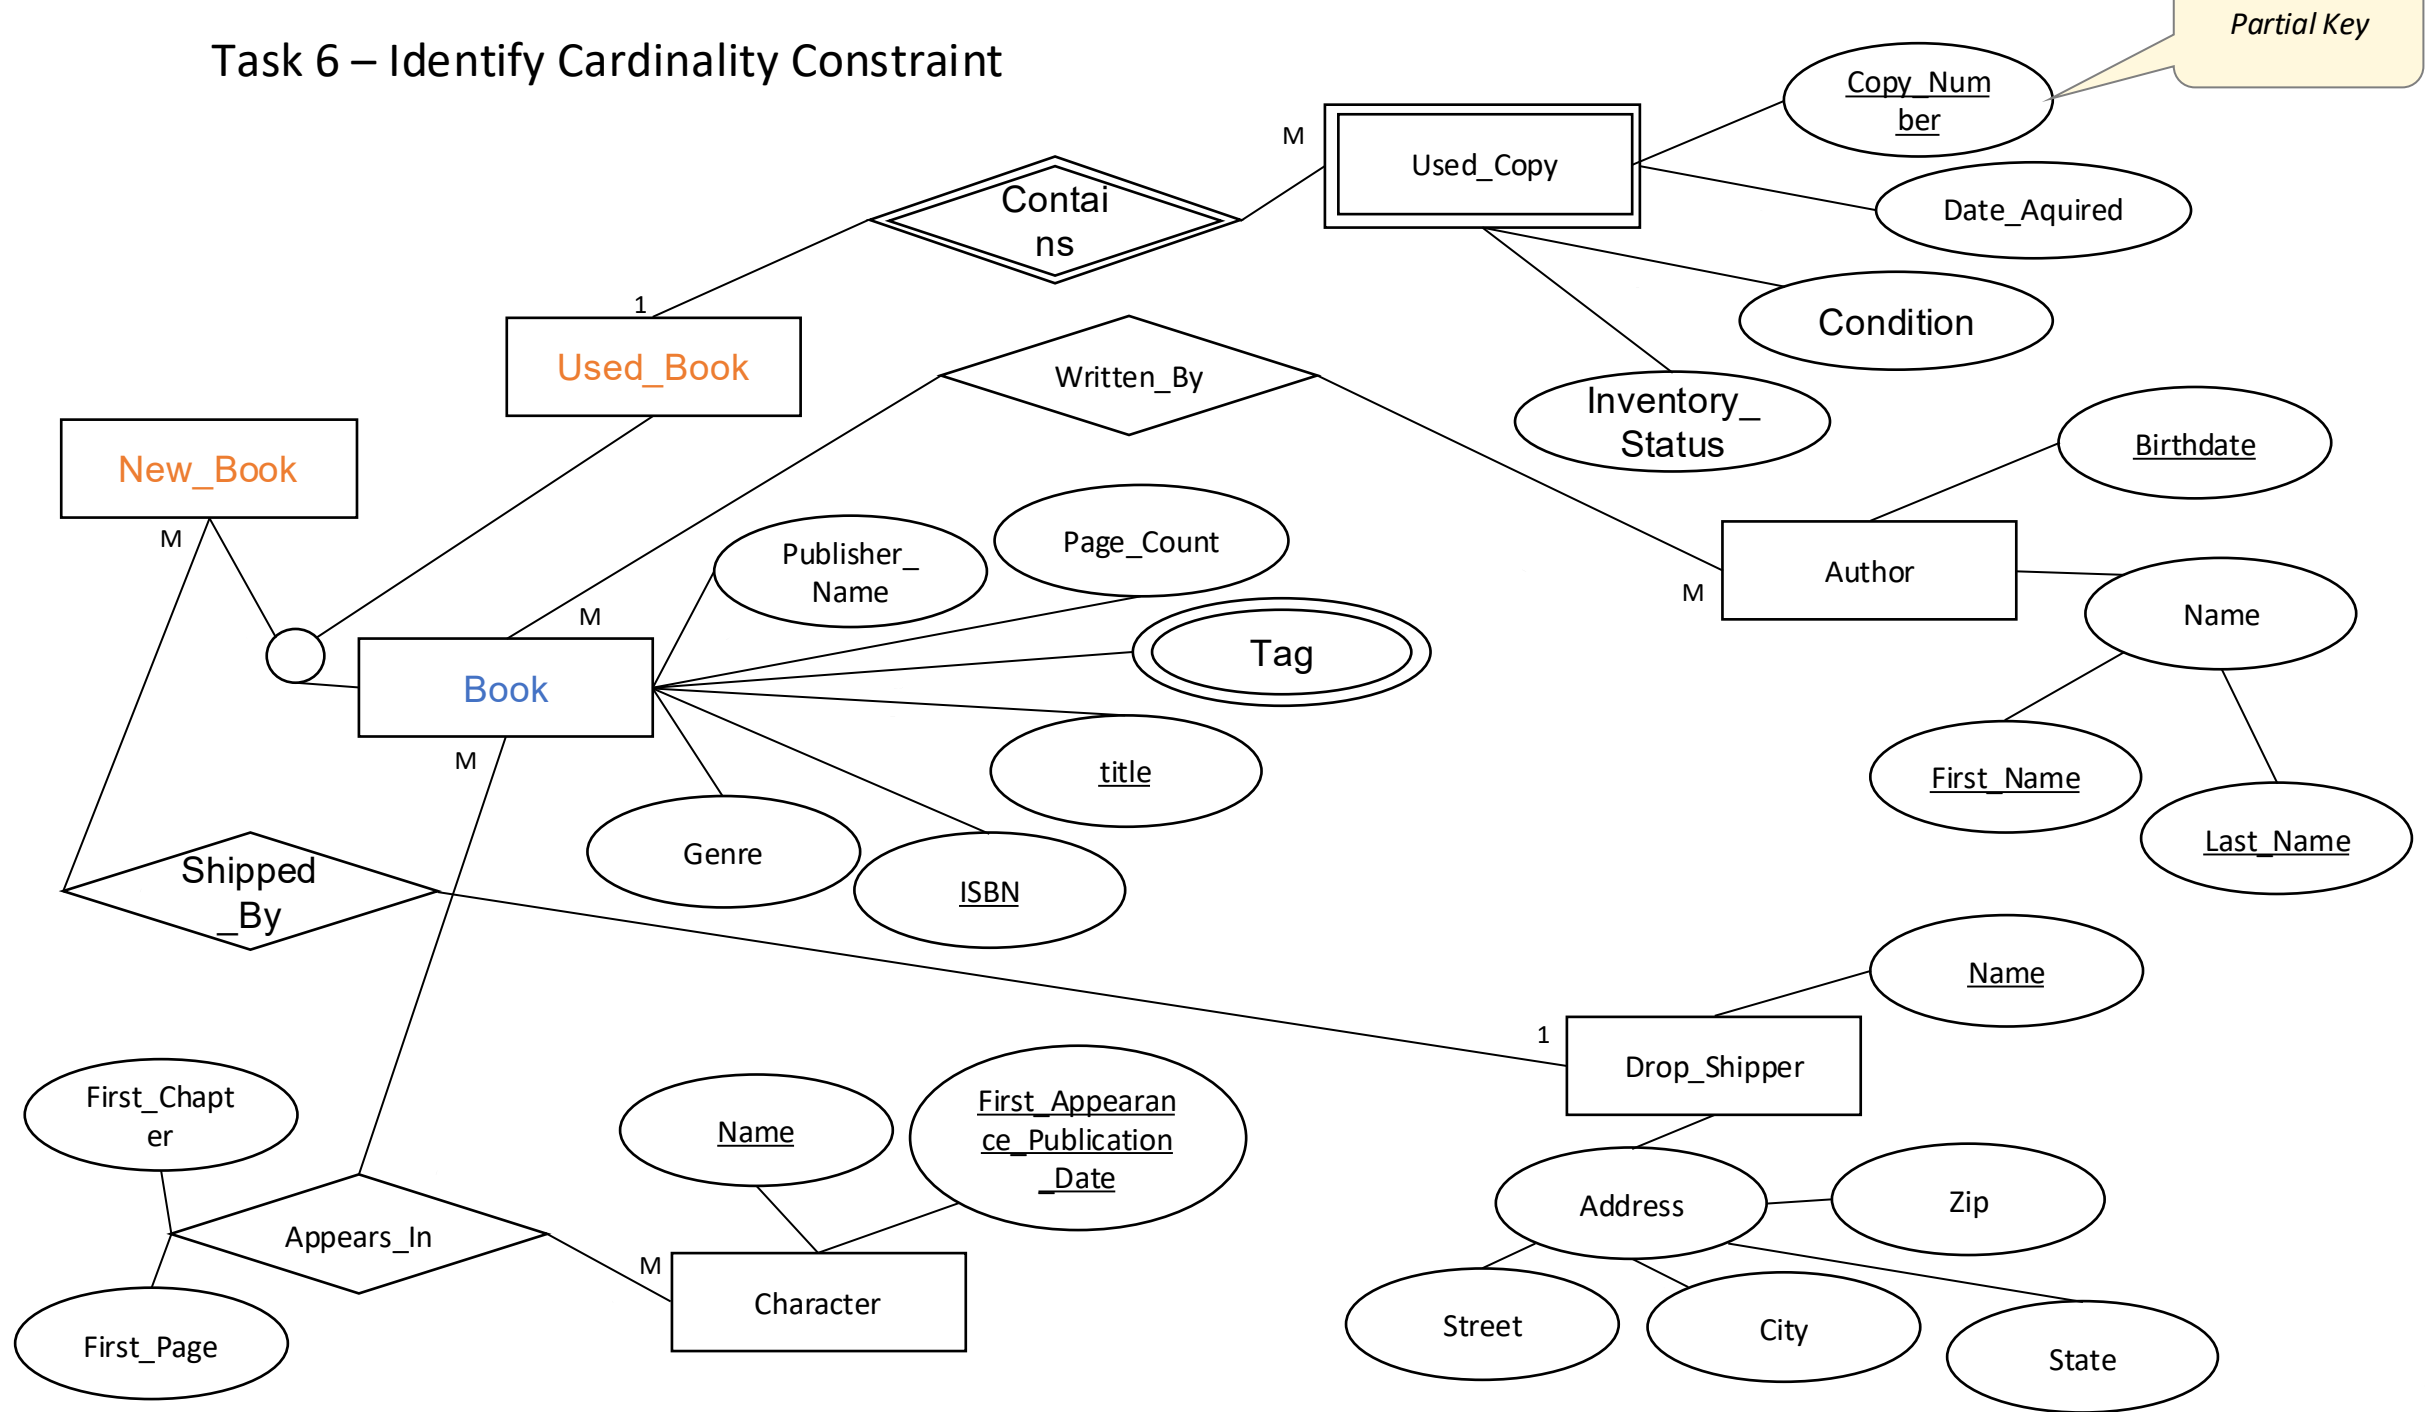 Partial Key
Task 6 – Identify Cardinality Constraint
Copy_Num
ber
M
Used_Copy
Contai
ns
Date_Aquired
1
Condition
Used_Book
Written_By
Inventory_
Status
Birthdate
New_Book
M
Publisher_
Name
Page_Count
Author
M
M
Name
Tag
Book
M
title
First_Name
Last_Name
Genre
ISBN
Shipped
_By
Name
1
Drop_Shipper
First_Chapt
er
Name
First_Appearan
ce_Publication
_Date
Address
Zip
Appears_In
M
Character
Street
City
State
First_Page